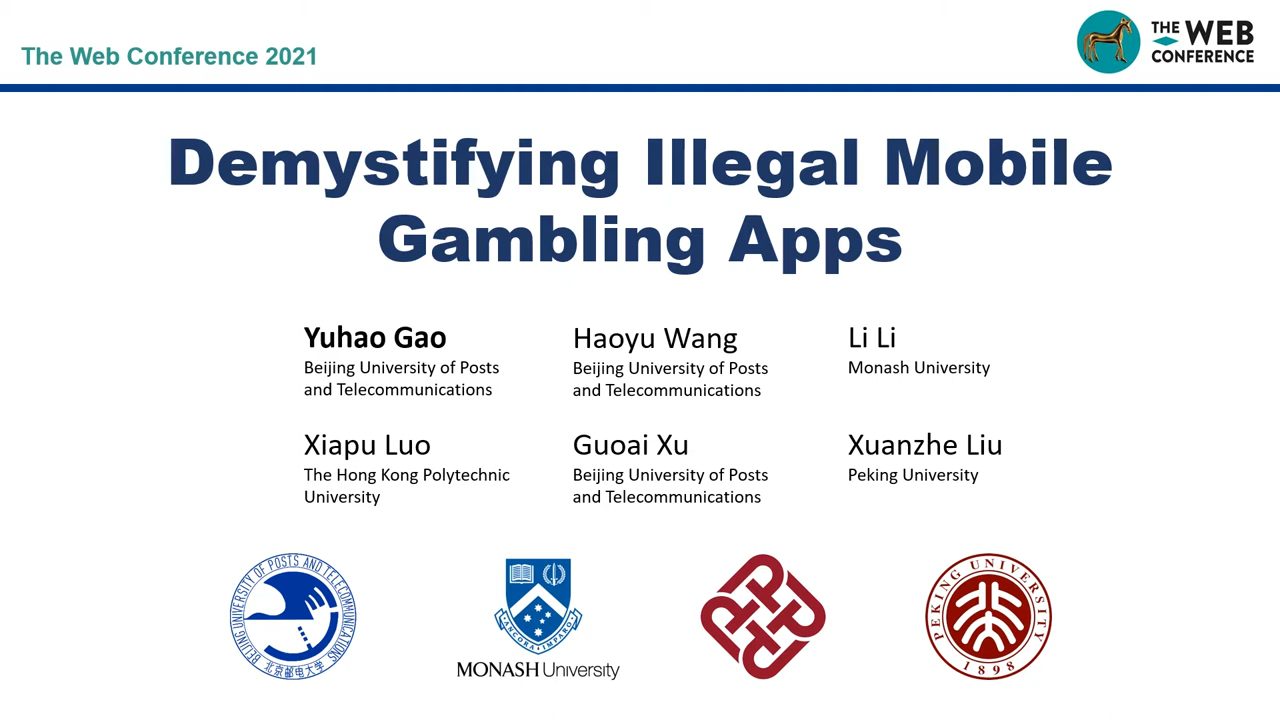 The Web Conference 2021
THE WEB
CONFERENCE
Demystifying Illegal Mobile
Gambling Apps
Yuhao Gao
Beijing University of Posts
and Telecommunications
Haoyu Wang
Beijing University of Posts
and Telecommunications
Li Li
Monash University
Xiapu Luo
The Hong Kong Polytechnic
University
Guoai Xu
Beijing University of Posts
and Telecommunications
Xuanzhe Liu
Peking University
BEIJING UNIVERSITY OF POSTS AND TELECOMMUNICATIONS
北京邮电大学
ANCORA IMPARO
MONASH University
PEKING UNIVERSITY
1898